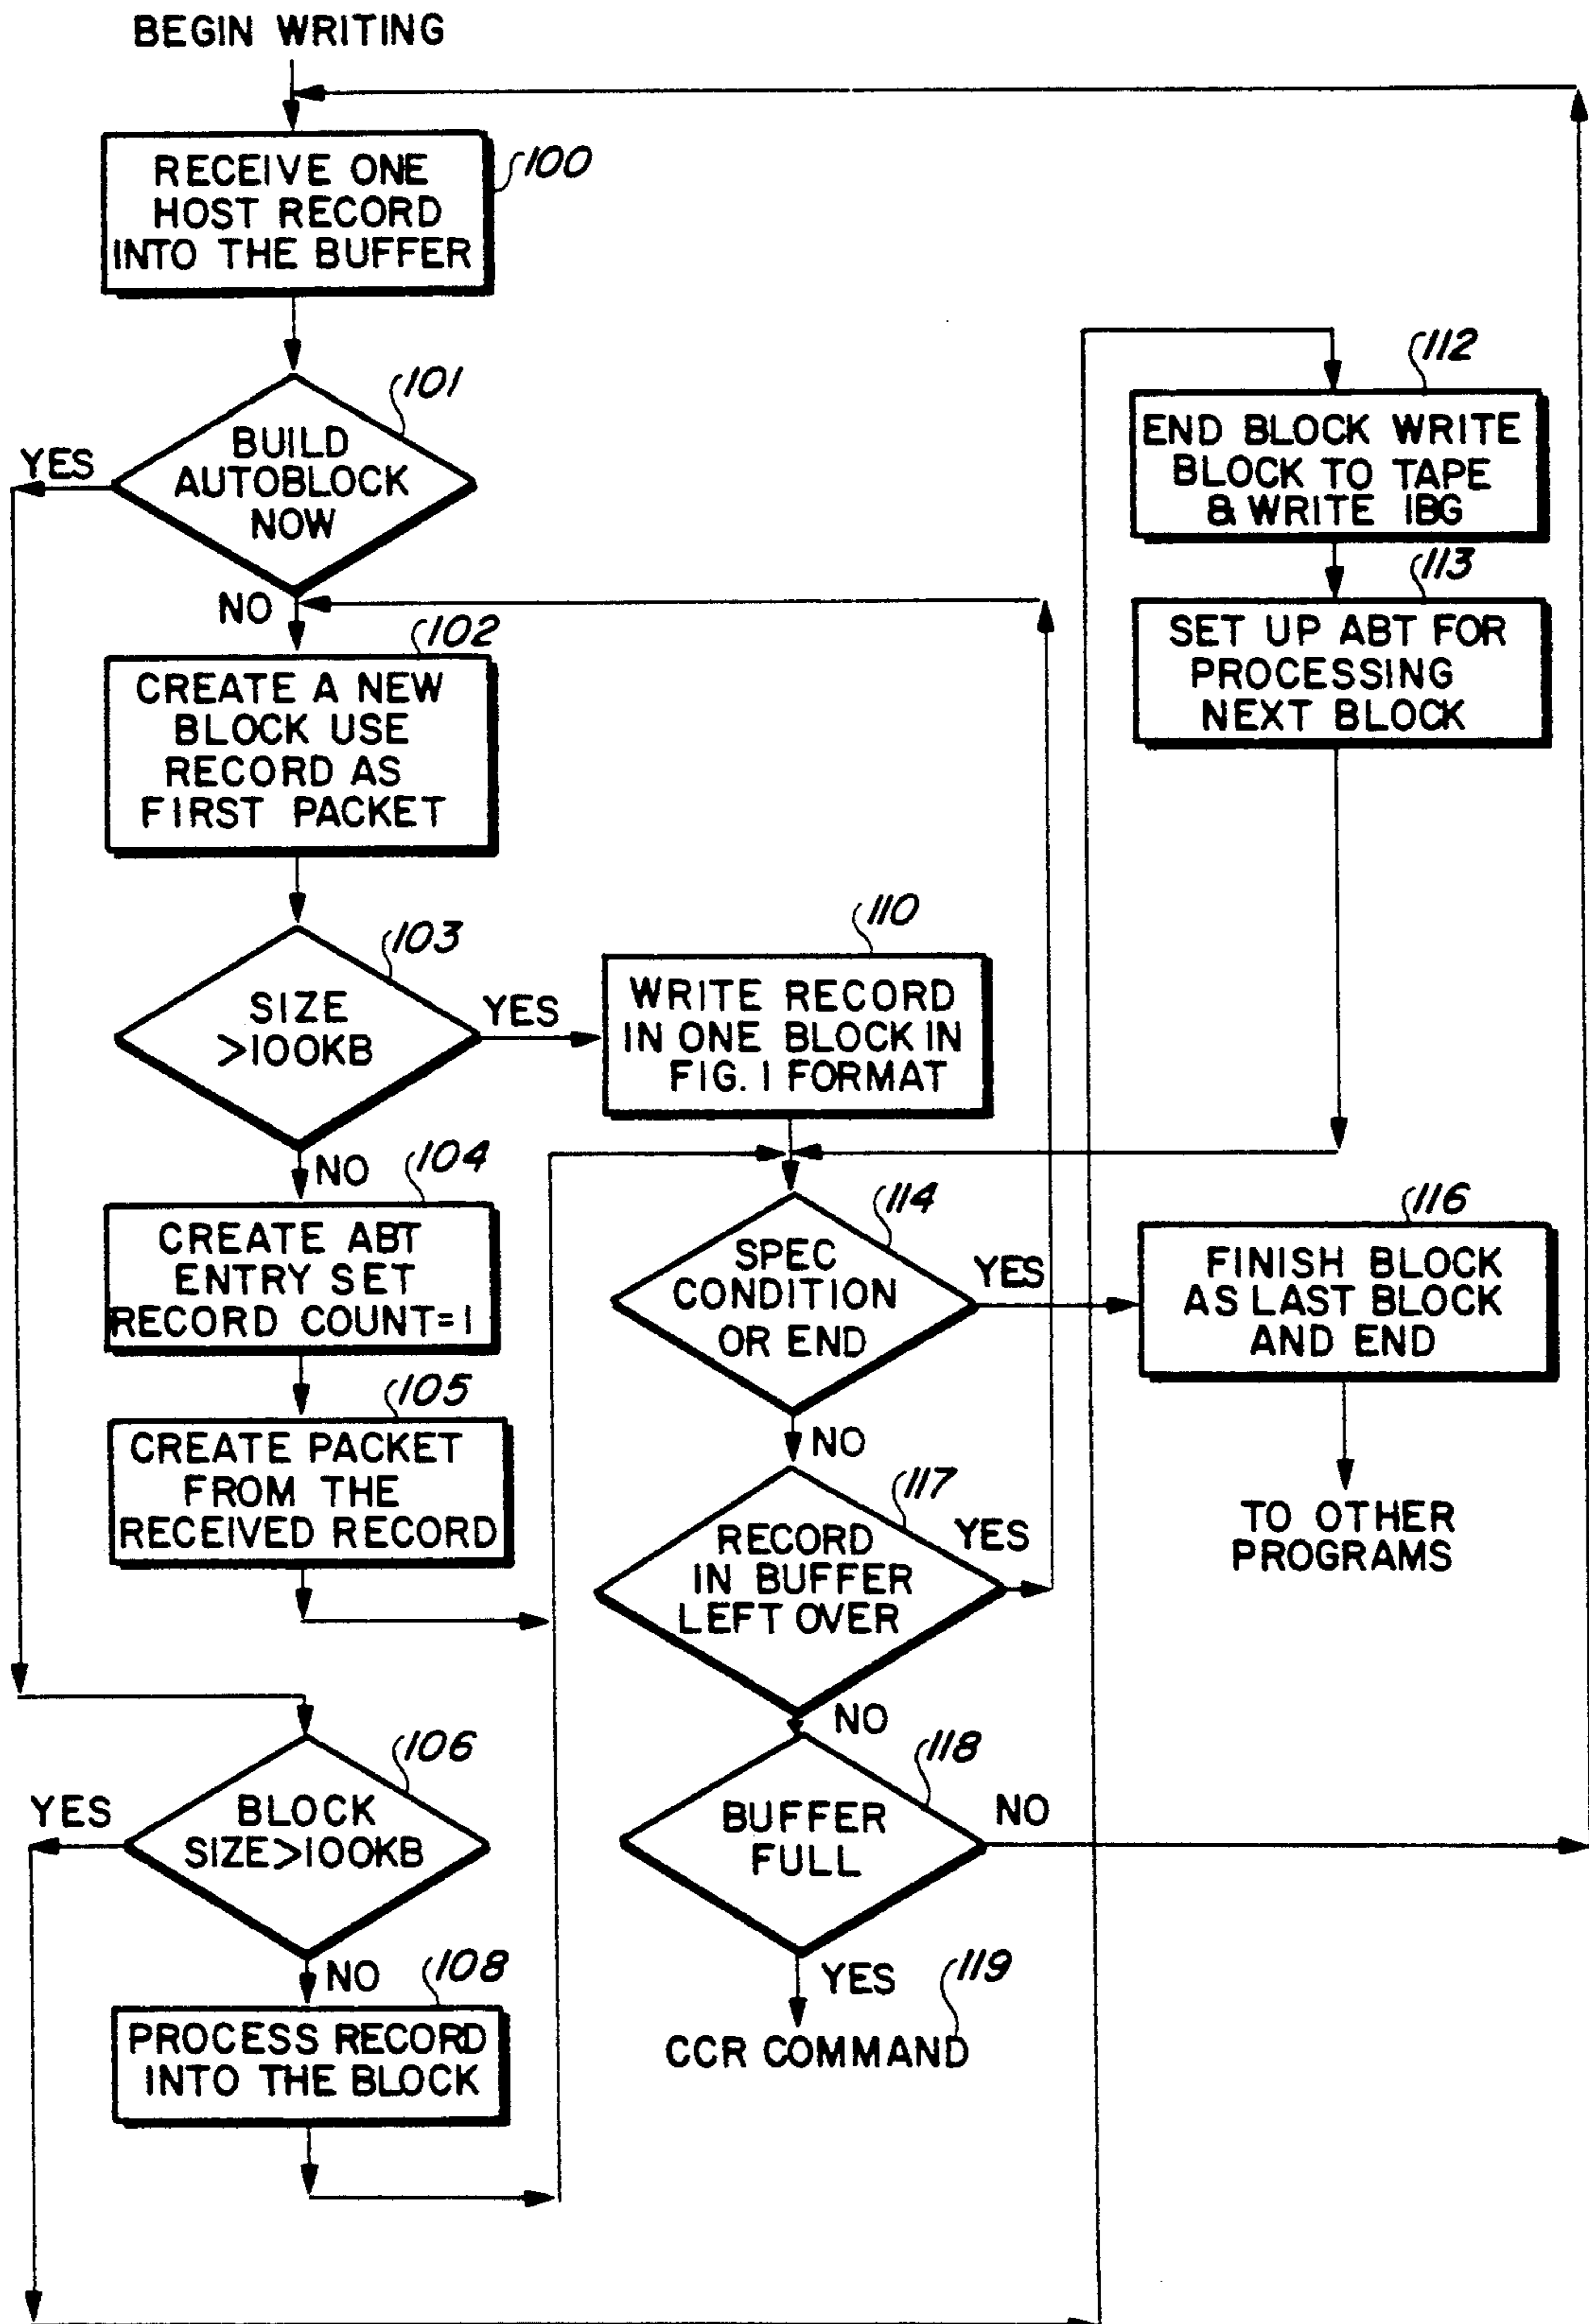 BEGIN WRITING
RECEIVE ONE
HOST RECORD
INTO THE BUFFER
100
BUILD
AUTOBLOCK
NOW
101
YES
NO
CREATE A NEW
BLOCK USE
RECORD AS
FIRST PACKET
102
SIZE
>100KB
103
YES
NO
CREATE ABT
ENTRY SET
RECORD COUNT=1
104
CREATE PACKET
FROM THE
RECEIVED RECORD
105
BLOCK
SIZE>100KB
106
YES
NO
PROCESS RECORD
INTO THE BLOCK
108
WRITE RECORD
IN ONE BLOCK IN
FIG. 1 FORMAT
110
END BLOCK WRITE
BLOCK TO TAPE
& WRITE IBG
112
SET UP ABT FOR
PROCESSING
NEXT BLOCK
113
SPEC
CONDITION
OR END
114
YES
NO
FINISH BLOCK
AS LAST BLOCK
AND END
116
TO OTHER
PROGRAMS
RECORD
IN BUFFER
LEFT OVER
117
YES
NO
BUFFER
FULL
118
NO
YES
CCR COMMAND
119